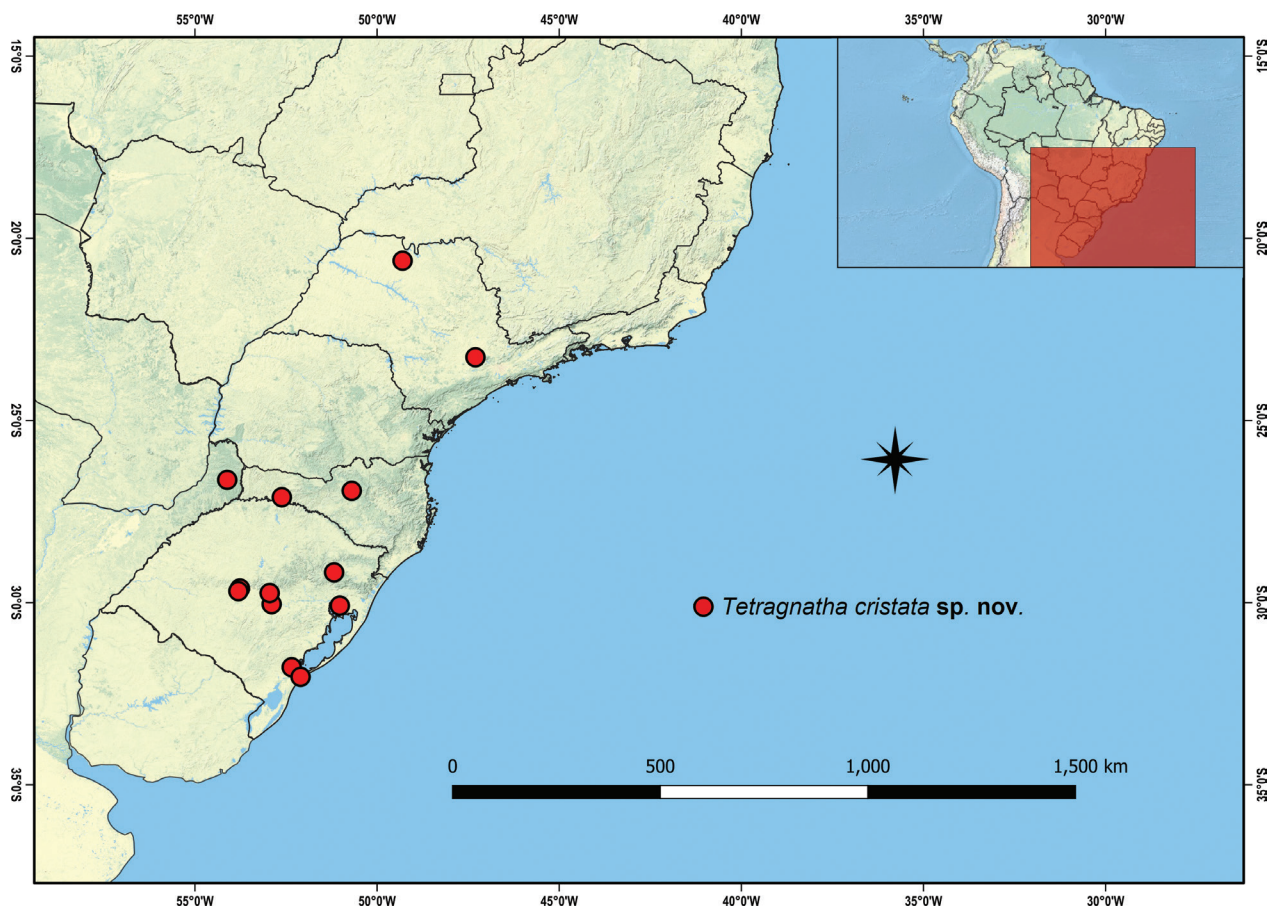 55°0'W 50°0'W 45°0'W 40°0'W 35°0'W 30°0'W
15°0'S 15°0'S
20°0'S 20°0'S
25°0'S 25°0'S
30°0'S 30°0'S
Tetragnatha cristata sp. nov.
0 500 1,000 1,500 km
35°0'S 35°0'S
55°0'W 50°0'W 45°0'W 40°0'W 35°0'W 30°0'W